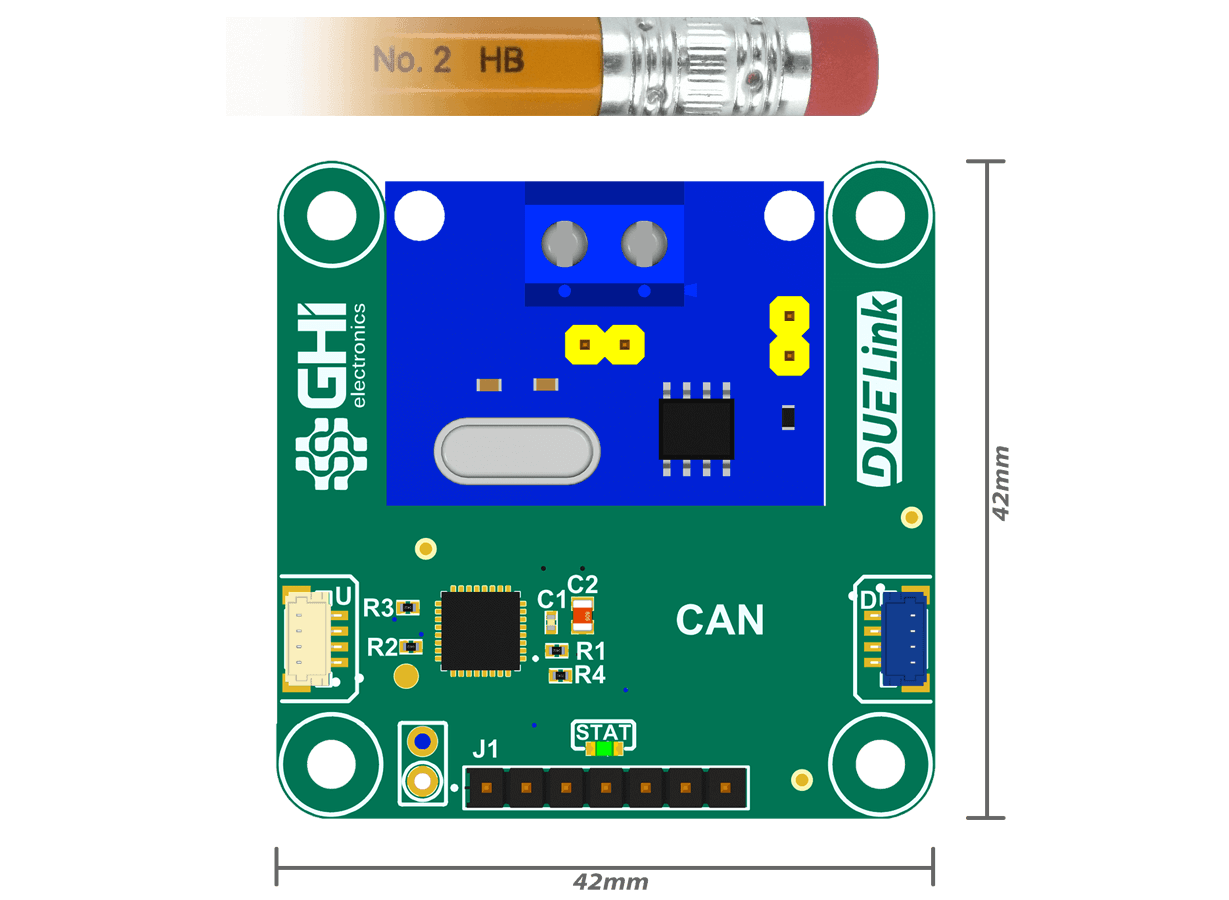 No. 2 HB
GHI
electronics
DUELink
42mm
U
R3
R2
C1
C2
R1
R4
CAN
D
STAT
J1
42mm